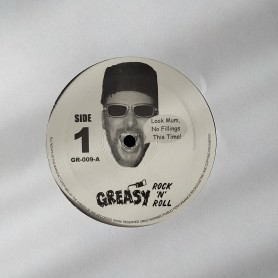 SIDE
1
GR-009-A
Look Mum,
No Fillings
This Time!
GREASY
ROCK
'N'
ROLL